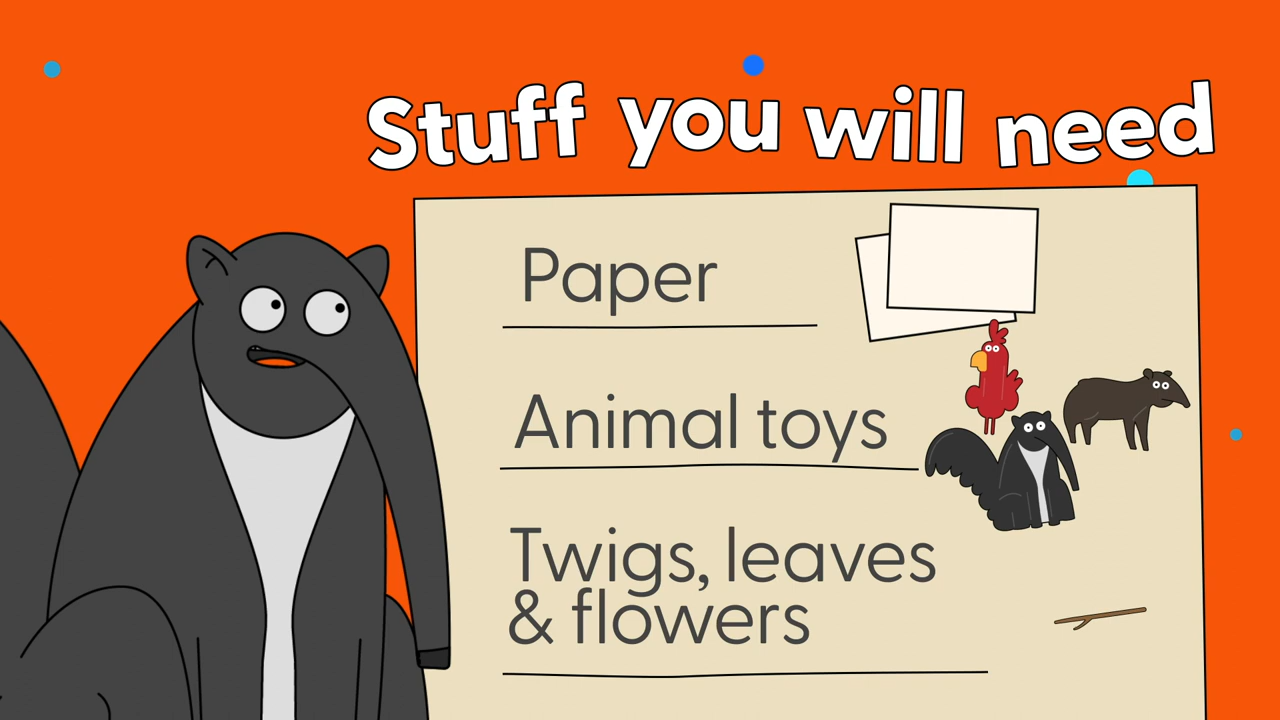 Stuff you will need
Paper
Animal toys
Twigs, leaves
& flowers